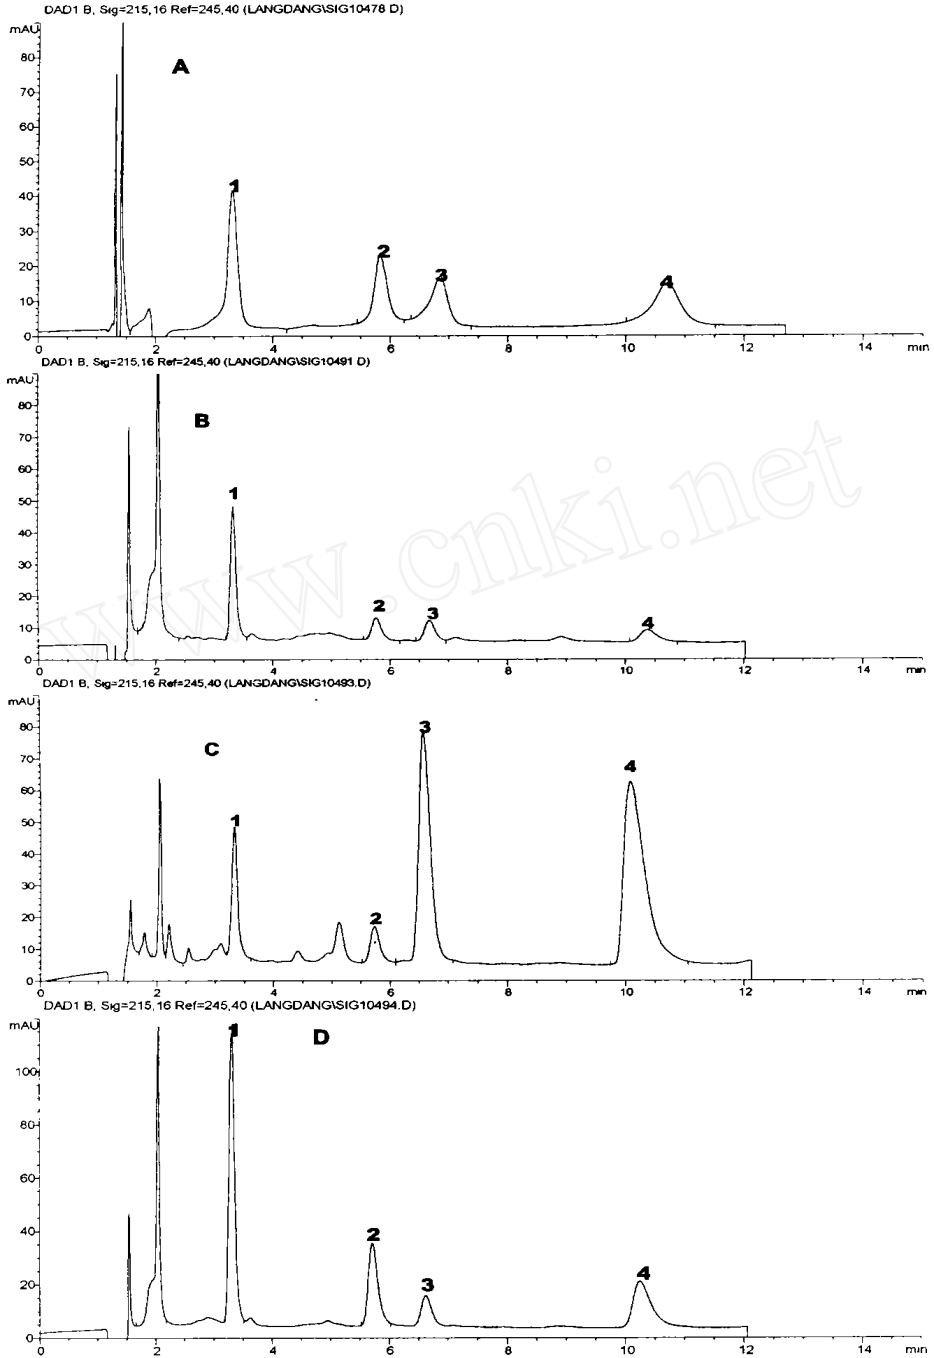 DAD1 B, Sig=215,16 Ref=245,40 (LANGDANG\SIG10478 D)
mAU
A
80
70
60
50
40
30
20
10
0
1
2
3
4
0 2 4 6 8 10 12 14 min
DAD1 B, Sig=215,16 Ref=245,40 (LANGDANG\SIG10491 D)
mAU
B
80
70
60
50
40
30
20
10
0
1
2
3
4
www.cnki.net
0 2 4 6 8 10 12 14 min
DAD1 B, Sig=215,16 Ref=245,40 (LANGDANG\SIG10493.D)
mAU
C
80
70
60
50
40
30
20
10
0
1
2
3
4
0 2 4 6 8 10 12 14 min
DAD1 B, Sig=215,16 Ref=245,40 (LANGDANG\SIG10494.D)
mAU
D
100
80
60
40
20
0
1
2
3
4
0 2 4 6 8 10 12 14 min